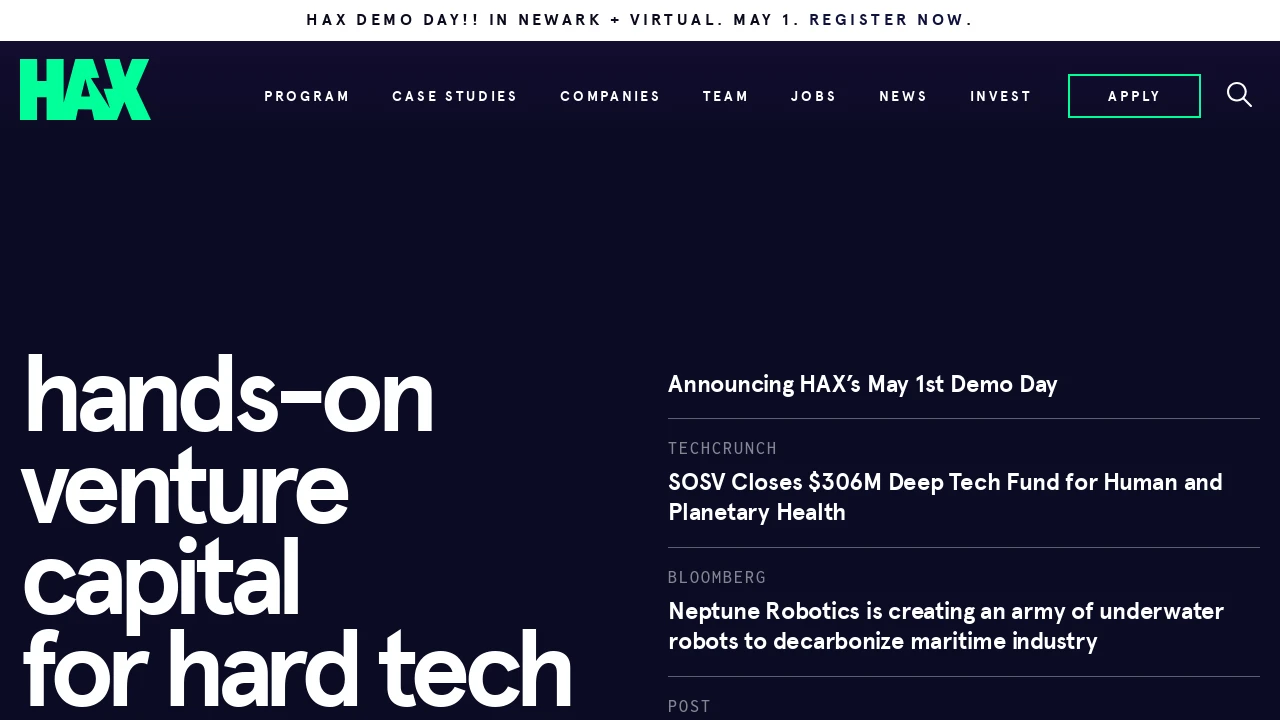 HAX DEMO DAY!! IN NEWARK + VIRTUAL. MAY 1. REGISTER NOW.
HAX
PROGRAM
CASE STUDIES
COMPANIES
TEAM
JOBS
NEWS
INVEST
APPLY
hands-on
venture
capital
for hard tech
Announcing HAX’s May 1st Demo Day
TECHCRUNCH
SOSV Closes $306M Deep Tech Fund for Human and
Planetary Health
BLOOMBERG
Neptune Robotics is creating an army of underwater
robots to decarbonize maritime industry
POST